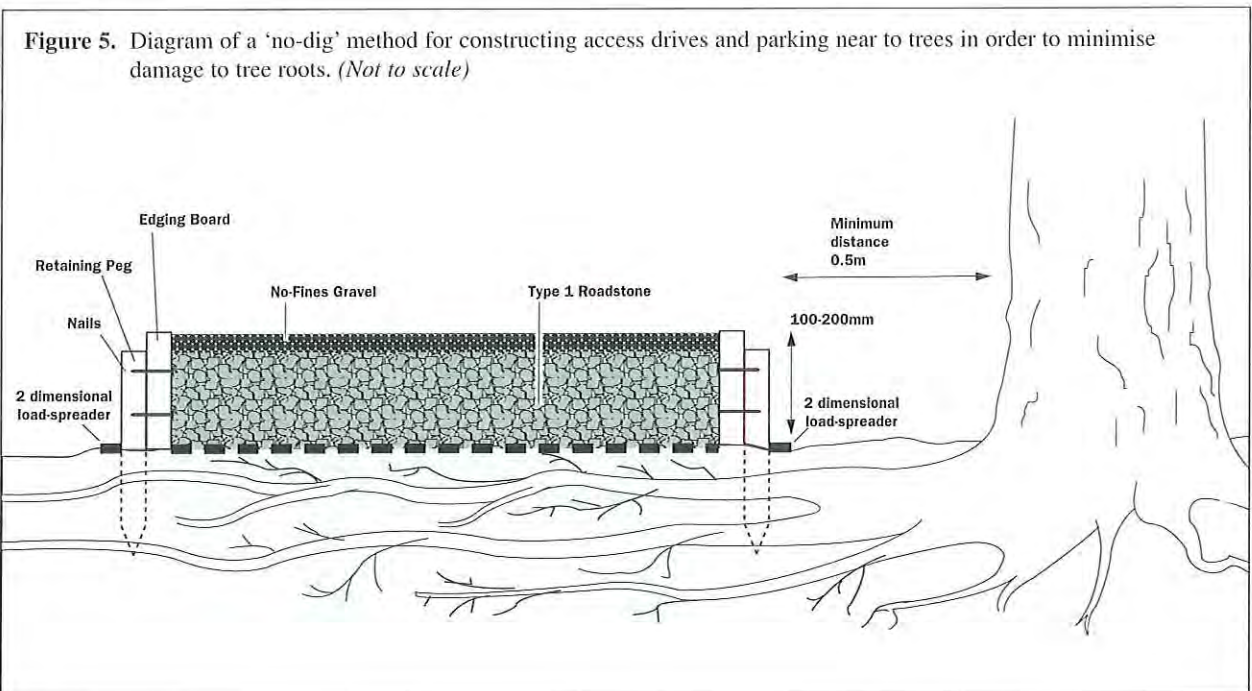 Figure 5. Diagram of a ‘no-dig’ method for constructing access drives and parking near to trees in order to minimise
damage to tree roots. (Not to scale)
Edging Board
Retaining Peg
Nails
2 dimensional
load-spreader
No-Fines Gravel
Type 1 Roadstone
Minimum
distance
0.5m
100-200mm
2 dimensional
load-spreader